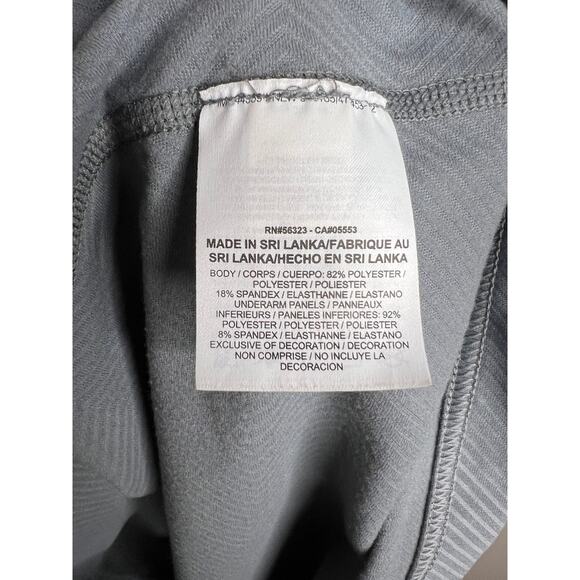 RN#56323 - CA#05553
MADE IN SRI LANKA/FABRIQUE AU
SRI LANKA/HECHO EN SRI LANKA
BODY / CORPS / CUERPO: 82% POLYESTER /
POLYESTER / POLIESTER
18% SPANDEX / ELASTHANNE / ELASTANO
UNDERARM PANELS / PANNEAUX
INFERIEURS / PANELES INFERIORES: 92%
POLYESTER / POLYESTER / POLIESTER
8% SPANDEX / ELASTHANNE / ELASTANO
EXCLUSIVE OF DECORATION / DECORATION
NON COMPRISE / NO INCLUYE LA
DECORACIÓN